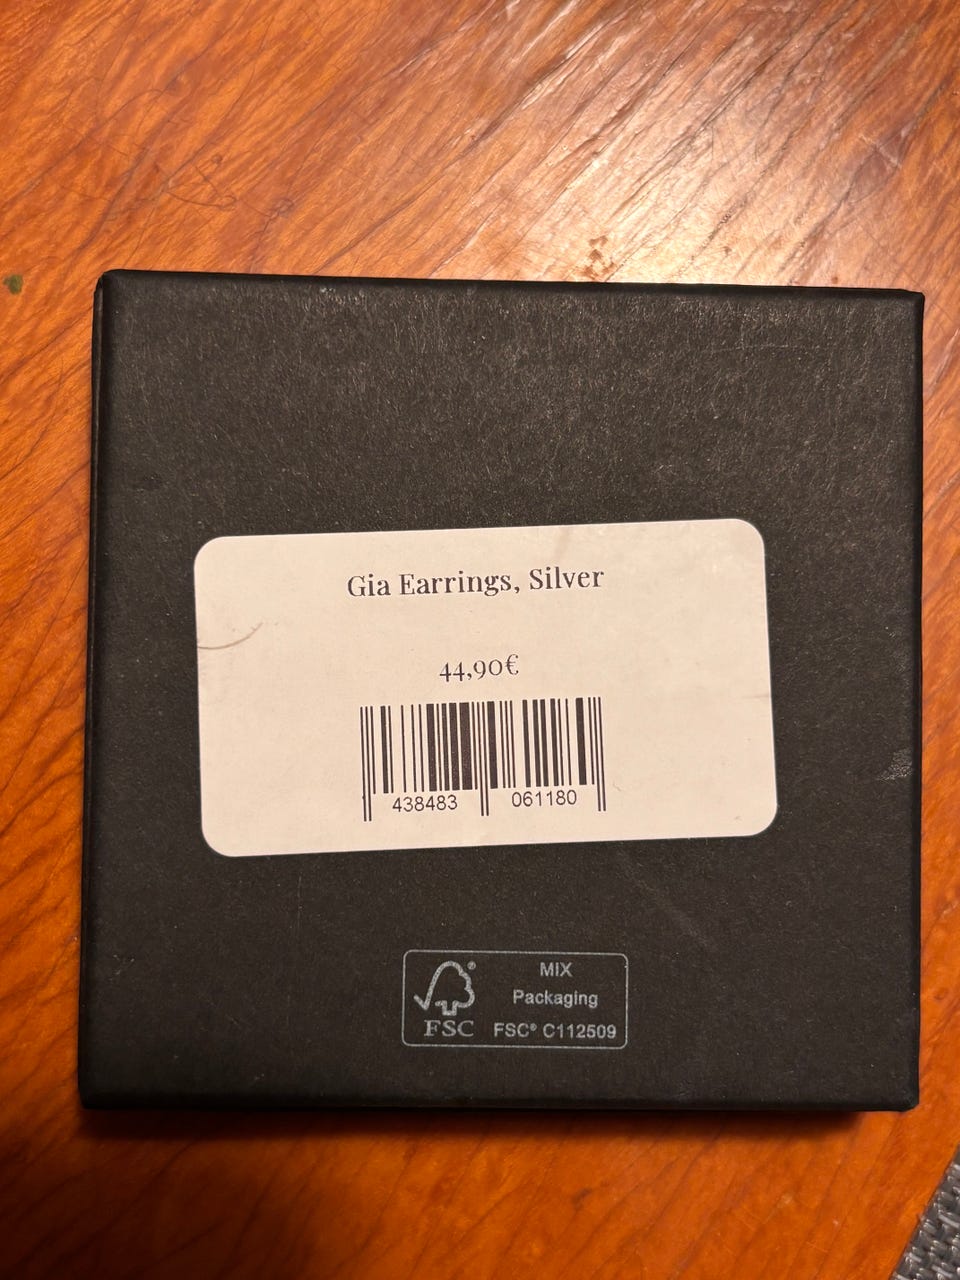 Gia Earrings, Silver
44,90€
438483 061180
MIX
Packaging
FSC® C112509
FSC